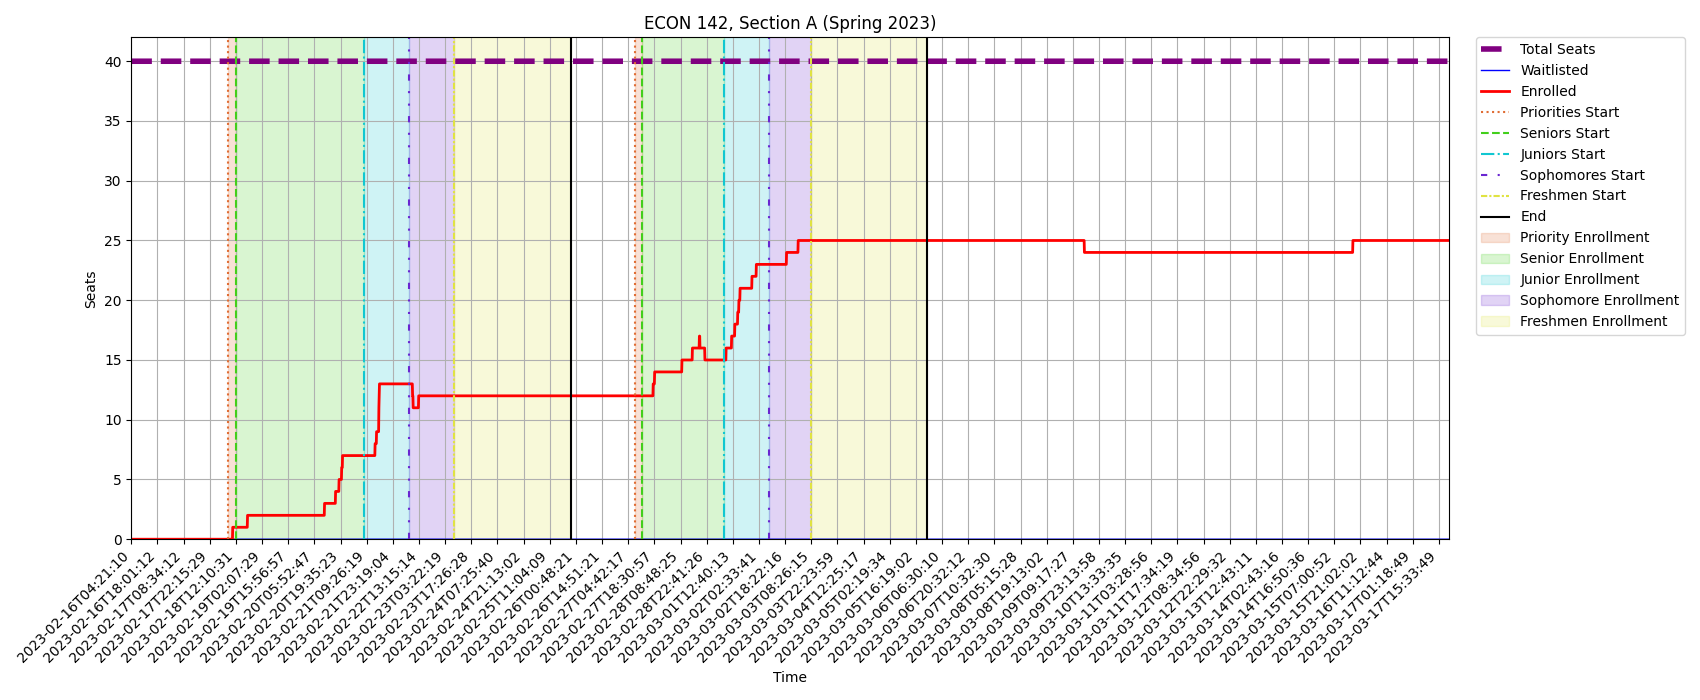 ECON 142, Section A (Spring 2023)
Seats
40
35
30
25
20
15
10
5
0
2023-02-16T04:21:10
2023-02-16T18:01:12
2023-02-17T08:34:12
2023-02-17T22:15:29
2023-02-18T12:10:31
2023-02-19T02:07:29
2023-02-19T15:56:57
2023-02-20T05:52:47
2023-02-20T19:35:23
2023-02-21T09:26:19
2023-02-21T23:19:04
2023-02-22T13:15:14
2023-02-23T03:22:19
2023-02-23T17:26:28
2023-02-24T07:25:40
2023-02-24T21:13:02
2023-02-25T11:04:09
2023-02-26T00:48:21
2023-02-26T14:51:21
2023-02-27T04:42:17
2023-02-27T18:30:57
2023-02-28T08:48:25
2023-02-28T22:41:26
2023-03-01T12:40:13
2023-03-02T02:33:41
2023-03-02T18:22:16
2023-03-03T08:26:15
2023-03-03T22:23:59
2023-03-04T12:25:17
2023-03-05T02:19:34
2023-03-05T16:19:02
2023-03-06T06:30:10
2023-03-06T20:32:12
2023-03-07T10:32:30
2023-03-08T05:15:28
2023-03-08T19:13:02
2023-03-09T09:17:27
2023-03-09T23:13:58
2023-03-10T13:33:35
2023-03-11T03:28:56
2023-03-11T17:34:19
2023-03-12T08:34:56
2023-03-12T22:29:32
2023-03-13T12:43:11
2023-03-14T02:43:16
2023-03-14T16:50:36
2023-03-15T07:00:52
2023-03-15T21:02:02
2023-03-16T11:12:44
2023-03-17T01:18:49
2023-03-17T15:33:49
Time
Total Seats
Waitlisted
Enrolled
Priorities Start
Seniors Start
Juniors Start
Sophomores Start
Freshmen Start
End
Priority Enrollment
Senior Enrollment
Junior Enrollment
Sophomore Enrollment
Freshmen Enrollment